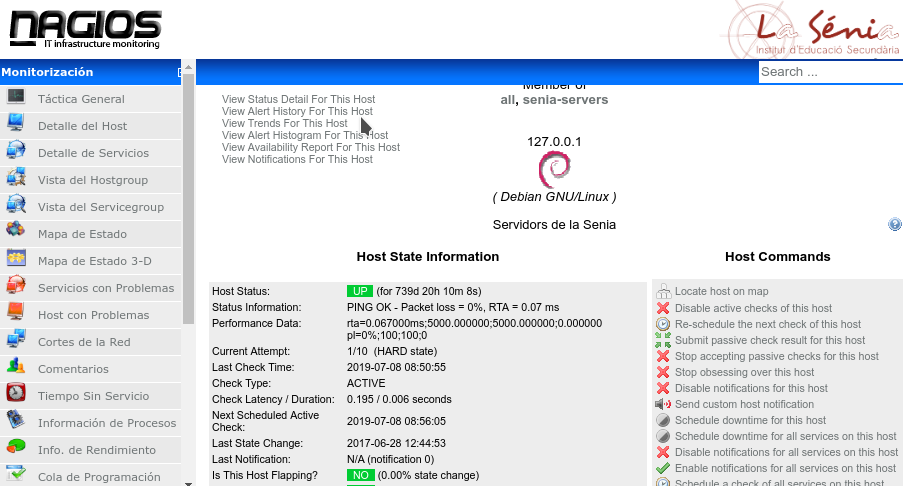 NAGIOS
IT infrastructure monitoring
La Sénia
Institut d'Educació Secundària
Monitorización
Search ...
Táctica General
Detalle del Host
Detalle de Servicios
Vista del Hostgroup
Vista del Servicegroup
Mapa de Estado
Mapa de Estado 3-D
Servicios con Problemas
Host con Problemas
Cortes de la Red
Comentarios
Tiempo Sin Servicio
Información de Procesos
Info. de Rendimiento
Cola de Programación
View Status Detail For This Host
View Alert History For This Host
View Trends For This Host
View Alert Histogram For This Host
View Availability Report For This Host
View Notifications For This Host
Member of
all, senia-servers
127.0.0.1
( Debian GNU/Linux )
Servidors de la Senia
Host State Information
Host Status: UP (for 739d 20h 10m 8s)
Status Information: PING OK - Packet loss = 0%, RTA = 0.07 ms
Performance Data: rta=0.067000ms;5000.000000;5000.000000;0.000000
pl=0%;100;100;0
Current Attempt: 1/10 (HARD state)
Last Check Time: 2019-07-08 08:50:55
Check Type: ACTIVE
Check Latency / Duration: 0.195 / 0.006 seconds
Next Scheduled Active
Check: 2019-07-08 08:56:05
Last State Change: 2017-06-28 12:44:53
Last Notification: N/A (notification 0)
Is This Host Flapping? NO (0.00% state change)
Host Commands
Locate host on map
Disable active checks of this host
Re-schedule the next check of this host
Submit passive check result for this host
Stop accepting passive checks for this host
Stop obsessing over this host
Disable notifications for this host
Send custom host notification
Schedule downtime for this host
Schedule downtime for all services on this host
Disable notifications for all services on this host
Enable notifications for all services on this host
Schedule a check of all services on this host